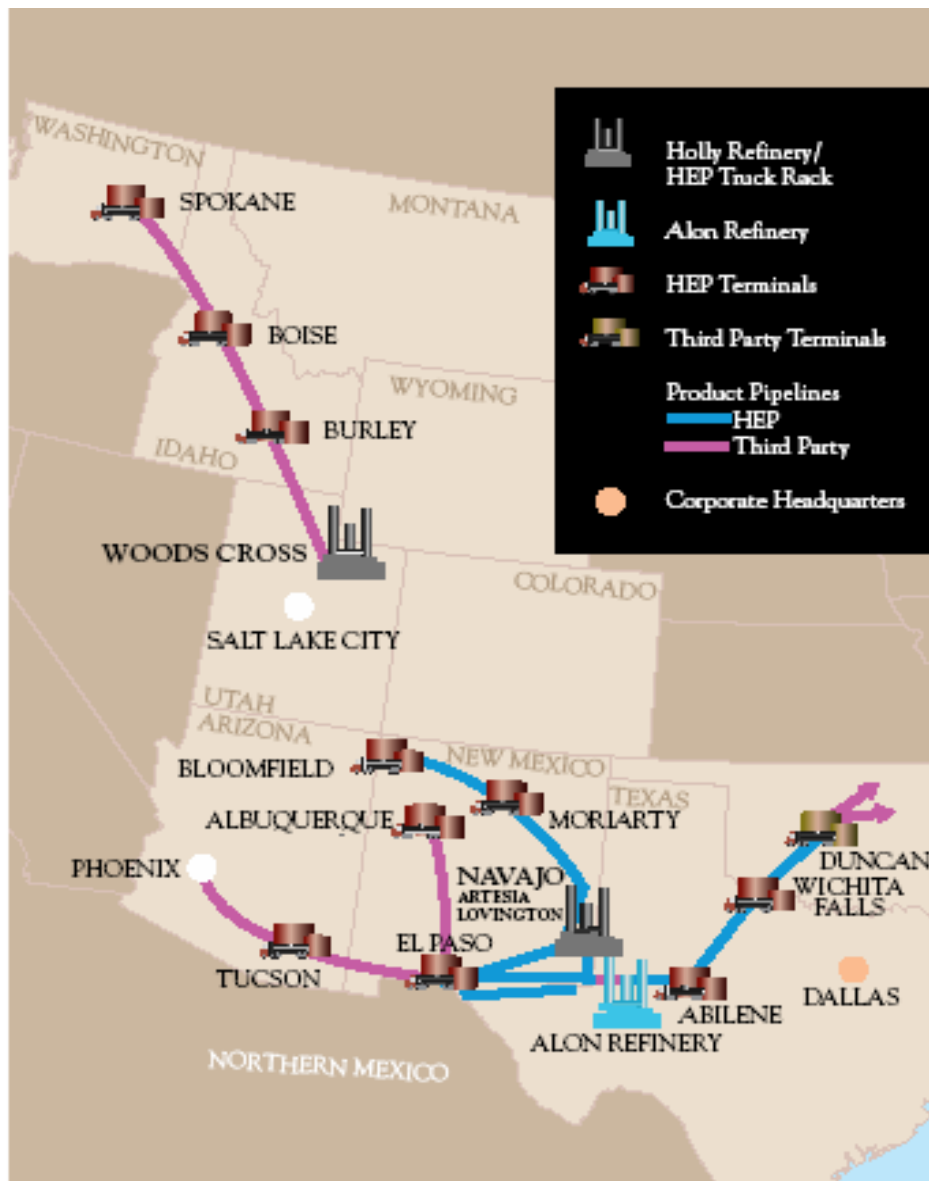 WASHINGTON
SPOKANE
MONTANA
BOISE
WYOMING
BURLEY
IDAHO
WOODS CROSS
COLORADO
SALT LAKE CITY
UTAH
ARIZONA
BLOOMFIELD
NEW MEXICO
TEXAS
ALBUQUERQUE
MORIARTY
DUNCAN
PHOENIX
NAVAJO
ARTESIA
LOVINGTON
WICHITA
FALLS
EL PASO
TUCSON
DALLAS
ABILENE
ALON REFINERY
NORTHERN MEXICO
Holly Refinery/
HEP Truck Rack
Alon Refinery
HEP Terminals
Third Party Terminals
Product Pipelines
HEP
Third Party
Corporate Headquarters